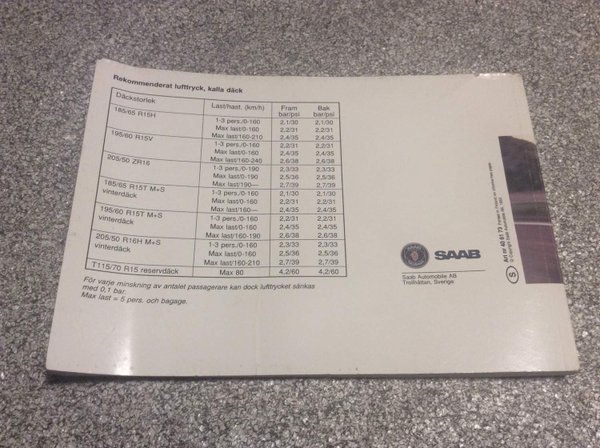 Rekommenderat lufttryck, kalla däck
Däckstorlek Last/hast. (km/h) Fram bar/psi Bak bar/psi
185/65 R15H 1-3 pers./0-160 2,1/30 2,1/30
Max last/0-160 2,2/31 2,2/31
Max last/160-210 2,4/35 2,4/35
195/60 R15V 1-3 pers./0-160 2,2/31 2,2/31
Max last/0-160 2,4/35 2,4/35
Max last/160-240 2,6/38 2,6/38
205/50 ZR16 1-3 pers./0-190 2,3/33 2,3/33
Max last/0-190 2,5/36 2,5/36
Max last/190— 2,7/39 2,7/39
185/65 R15T M+S vinterdäck 1-3 pers./0-160 2,2/31 2,2/31
Max last/0-160 2,2/31 2,2/31
Max last/160— 2,4/35 2,4/35
195/60 R15T M+S vinterdäck 1-3 pers./0-160 2,2/31 2,2/31
Max last/0-160 2,4/35 2,4/35
Max last/160-190 2,6/38 2,6/38
205/50 R16H M+S vinterdäck 1-3 pers./0-160 2,3/33 2,3/33
Max last/0-160 2,5/36 2,5/36
Max last/160-210 2,7/39 2,7/39
T115/70 R15 reservdäck Max 80 4,2/60 4,2/60
För varje minskning av antalet passagerare kan dock lufttrycket sänkas
med 0,1 bar.
Max last = 5 pers. och bagage.
SAAB
Saab Automobile AB
Trollhättan, Sverige
Art nr 40 01 73
S